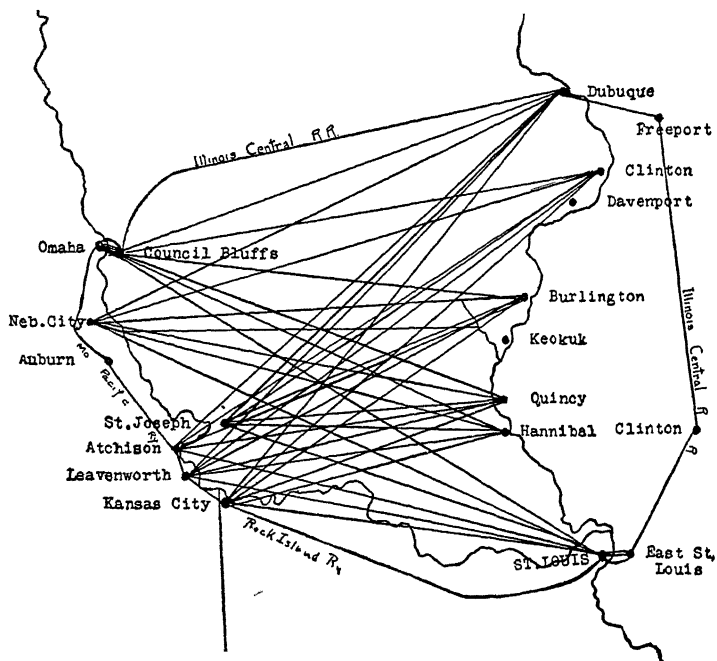 Dubuque
Freeport
Illinois Central RR
Clinton
Davenport
Omaha
Council Bluffs
Burlington
Illinois Central R R
Neb.City
Keokuk
Auburn
Mo Pacific R
Quincy
St.Joseph
Hannibal
Clinton
Atchison
Leavenworth
Kansas City
Rock Island Ry
ST.LOUIS
East St,
Louis